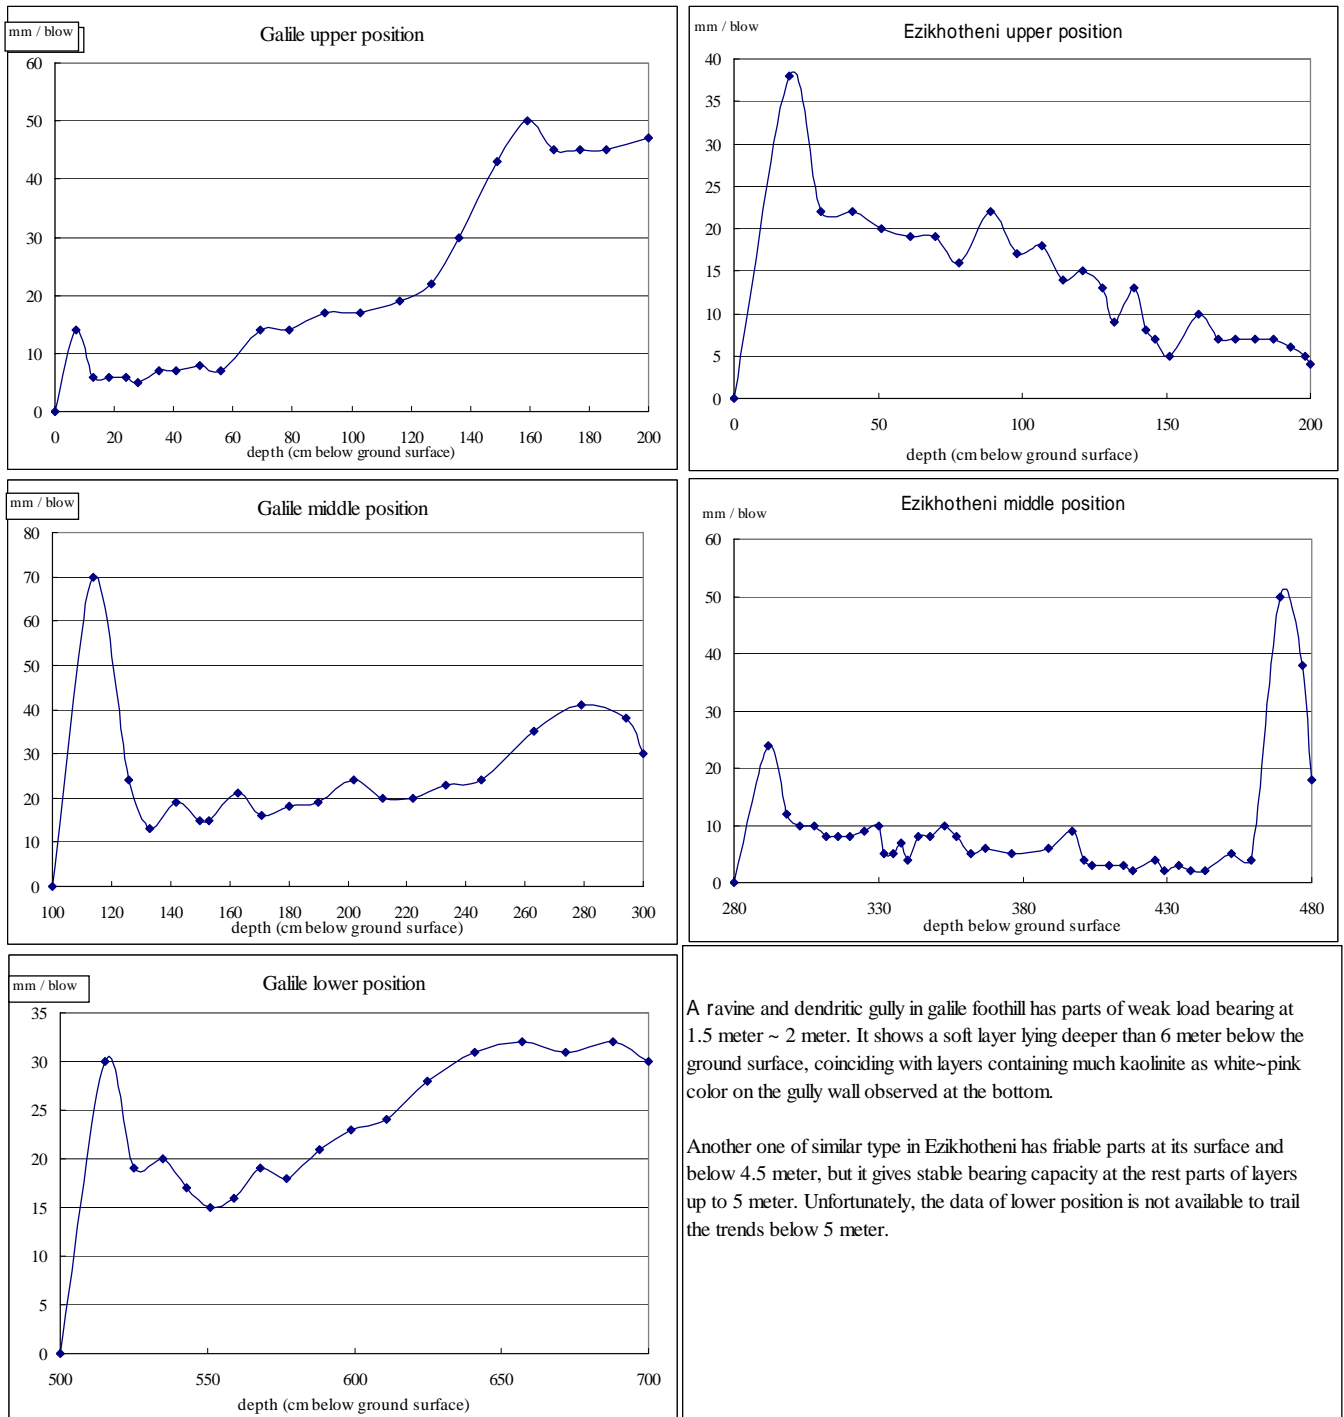 mm / blow
Galile upper position
60
50
40
30
20
10
0
0 20 40 60 80 100 120 140 160 180 200
depth (cm below ground surface)
mm / blow
Ezikhotheni upper position
40
35
30
25
20
15
10
5
0
0 50 100 150 200
depth (cm below ground surface)
mm / blow
Galile middle position
80
70
60
50
40
30
20
10
0
100 120 140 160 180 200 220 240 260 280 300
depth (cm below ground surface)
mm / blow
Ezikhotheni middle position
60
50
40
30
20
10
0
280 330 380 430 480
depth below ground surface
mm / blow
Galile lower position
35
30
25
20
15
10
5
0
500 550 600 650 700
depth (cm below ground surface)
A ravine and dendritic gully in galile foothill has parts of weak load bearing at
1.5 meter ~ 2 meter. It shows a soft layer lying deeper than 6 meter below the
ground surface, coinciding with layers containing much kaolinite as white~pink
color on the gully wall observed at the bottom.
Another one of similar type in Ezikhotheni has friable parts at its surface and
below 4.5 meter, but it gives stable bearing capacity at the rest parts of layers
up to 5 meter. Unfortunately, the data of lower position is not available to trail
the trends below 5 meter.